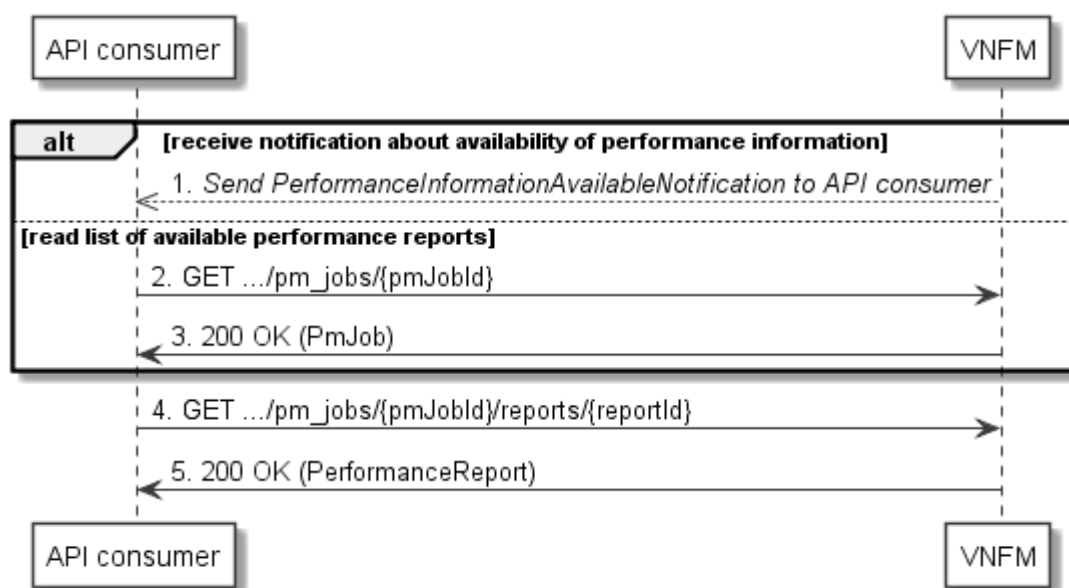 API consumer
VNFM
alt
[receive notification about availability of performance information]
1. Send PerformanceInformationAvailableNotification to API consumer
[read list of available performance reports]
2. GET .../pm_jobs/{pmJobId}
3. 200 OK (PmJob)
4. GET .../pm_jobs/{pmJobId}/reports/{reportId}
5. 200 OK (PerformanceReport)
API consumer
VNFM